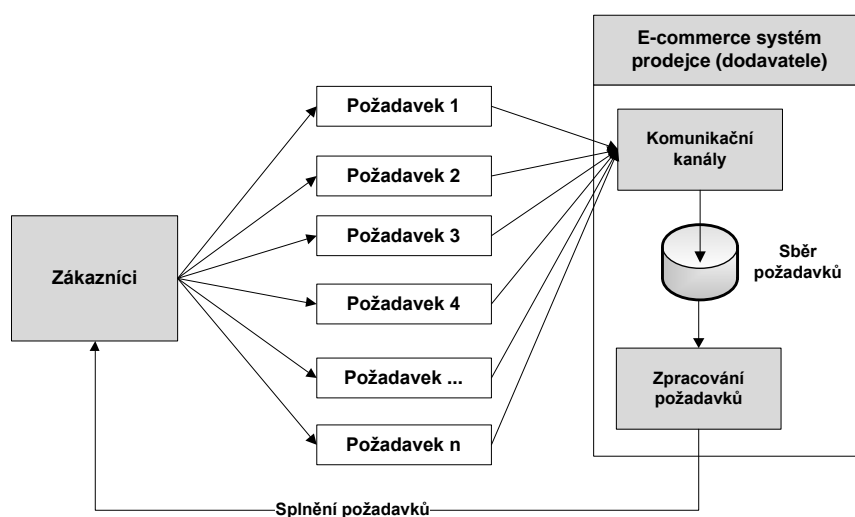 E-commerce systém
prodejce (dodavatele)
Požadavek 1
Komunikační
kanály
Požadavek 2
Požadavek 3
Zákazníci
Sběr
požadavků
Požadavek 4
Požadavek ...
Zpracování
požadavků
Požadavek n
Splnění požadavků